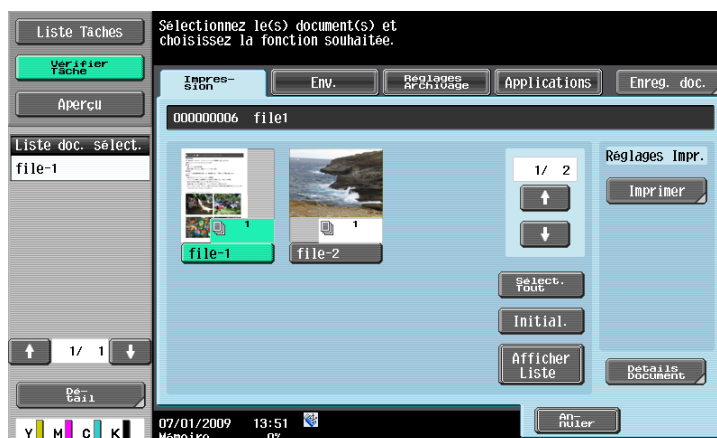 Liste Tâches
Vérifier
Tâche
Aperçu
Liste doc. sélect.
file-1
1/ 1
Dé-
tail
Y M C K
Sélectionnez le(s) document(s) et
choisissez la fonction souhaitée.
Impres-
sion
Env.
Réglages
Archivage
Applications
Enreg. doc.
000000006 file1
1
file-1
1
file-2
1/ 2
Sélect.
Tout
Initial.
Afficher
Liste
Réglages Impr.
Imprimer
Détails
Document
An-
nuler
07/01/2009 13:51
Mémoire 0%